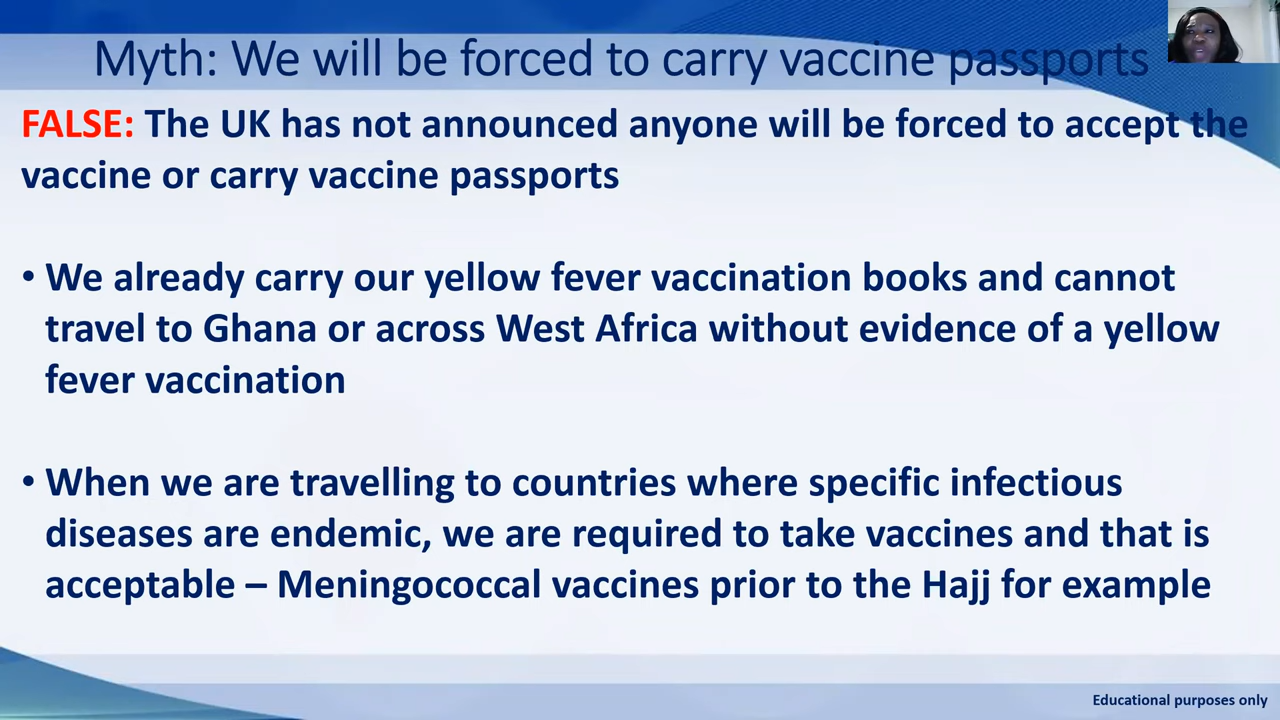 Myth: We will be forced to carry vaccine passports
FALSE: The UK has not announced anyone will be forced to accept the
vaccine or carry vaccine passports
• We already carry our yellow fever vaccination books and cannot
travel to Ghana or across West Africa without evidence of a yellow
fever vaccination
• When we are travelling to countries where specific infectious
diseases are endemic, we are required to take vaccines and that is
acceptable – Meningococcal vaccines prior to the Hajj for example
Educational purposes only